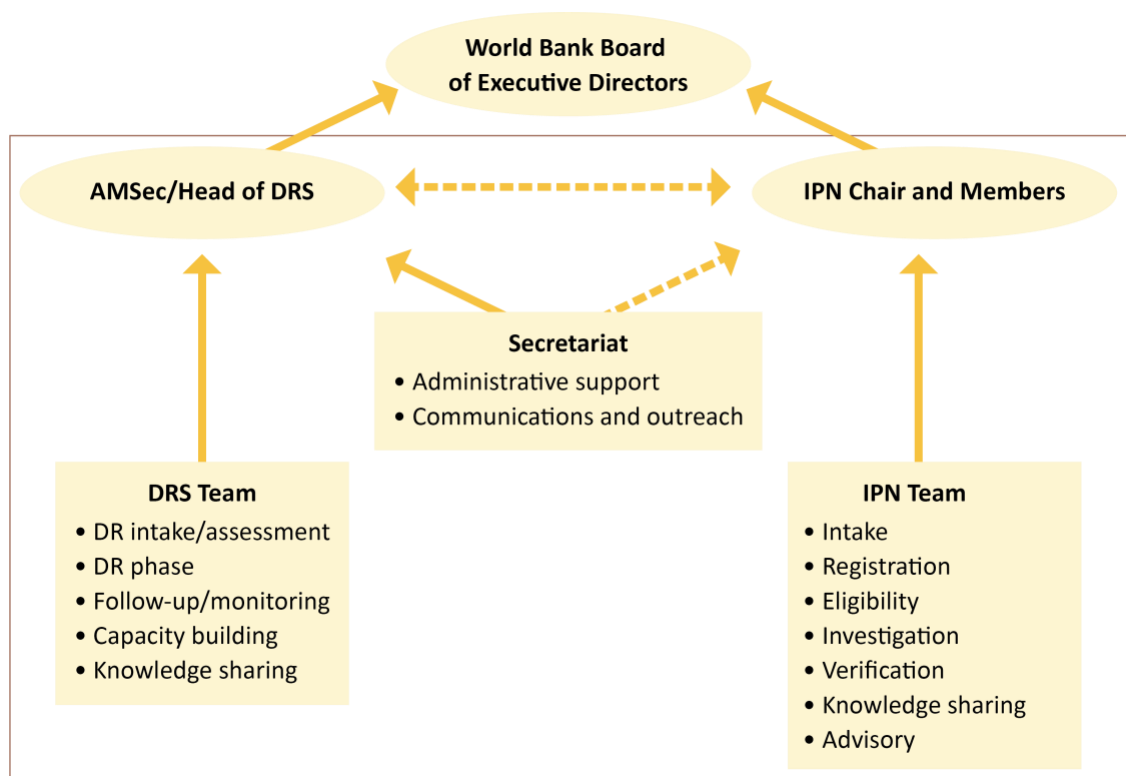 World Bank Board
of Executive Directors
AMSec/Head of DRS
IPN Chair and Members
Secretariat
• Administrative support
• Communications and outreach
DRS Team
• DR intake/assessment
• DR phase
• Follow-up/monitoring
• Capacity building
• Knowledge sharing
IPN Team
• Intake
• Registration
• Eligibility
• Investigation
• Verification
• Knowledge sharing
• Advisory